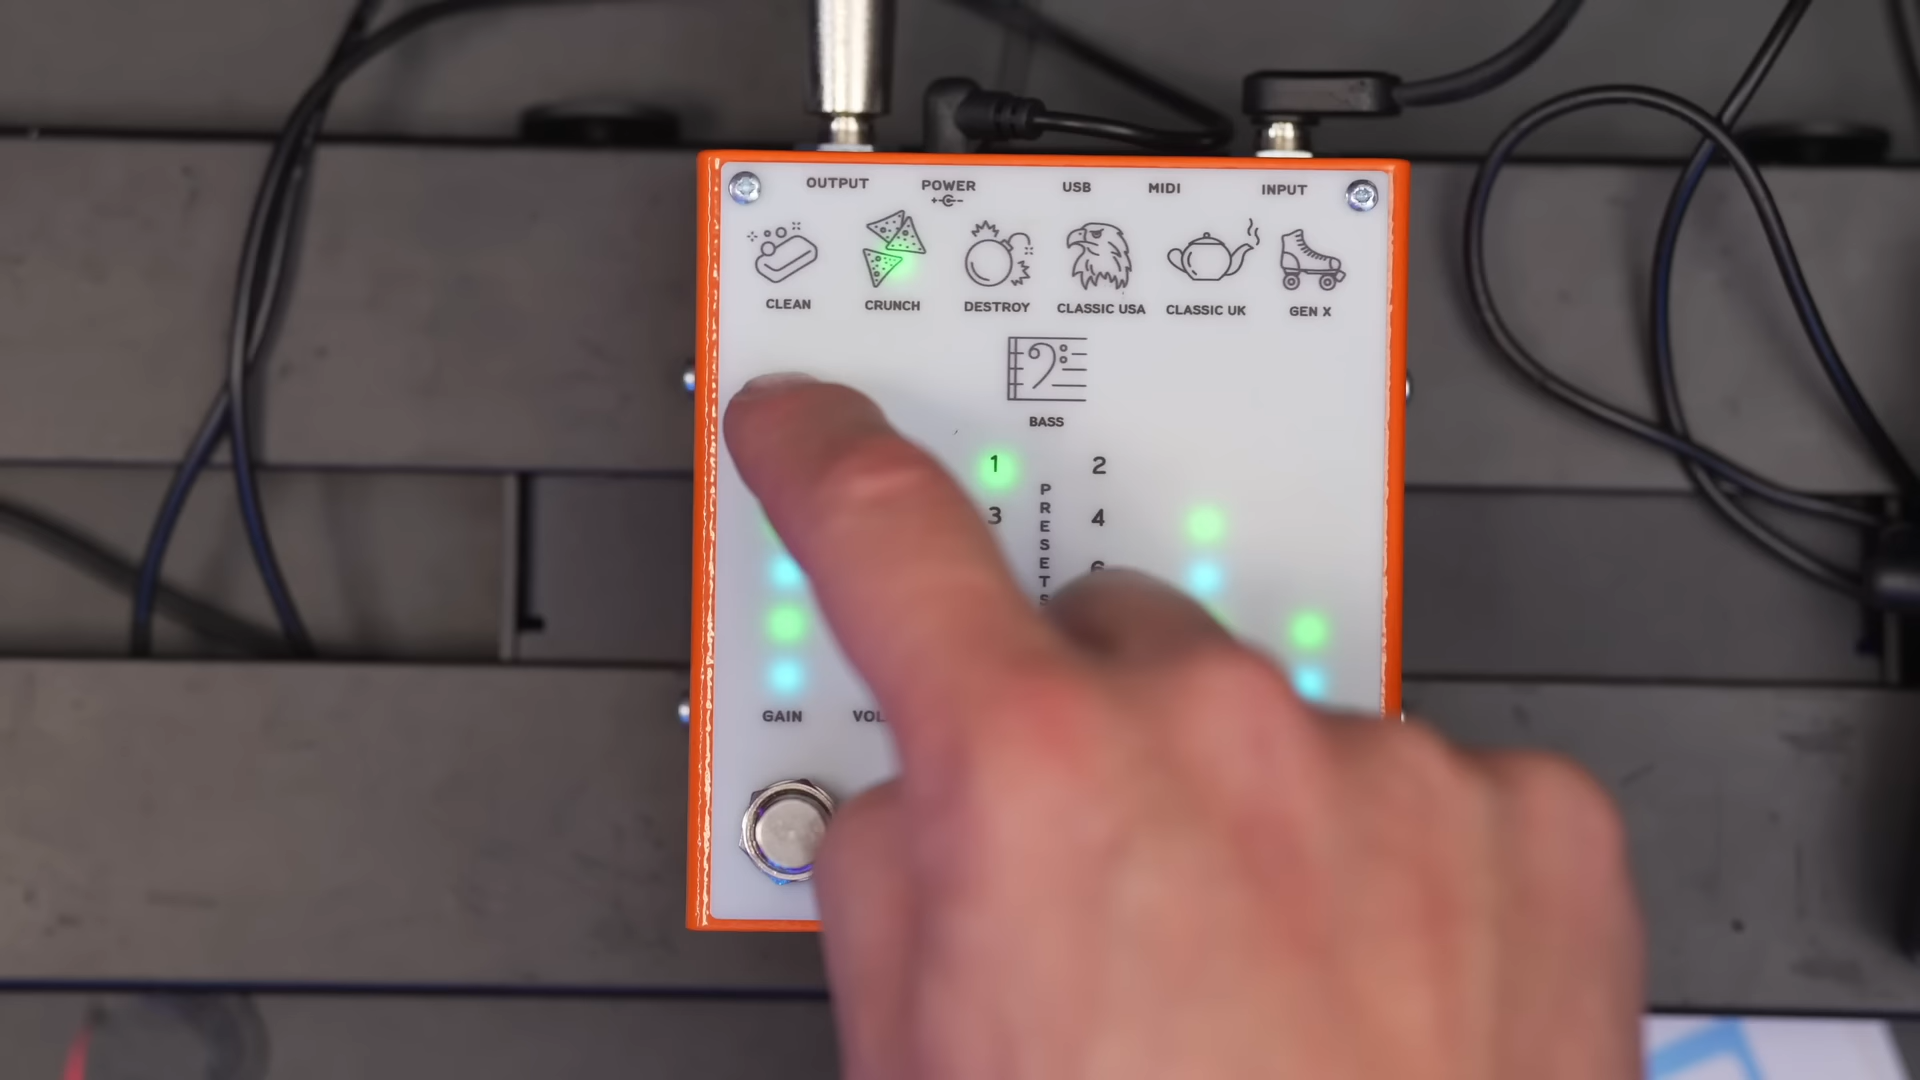 OUTPUT POWER USB MIDI INPUT
CLEAN CRUNCH DESTROY CLASSIC USA CLASSIC UK GEN X
BASS
1 2
3 4
PRESETS
GAIN